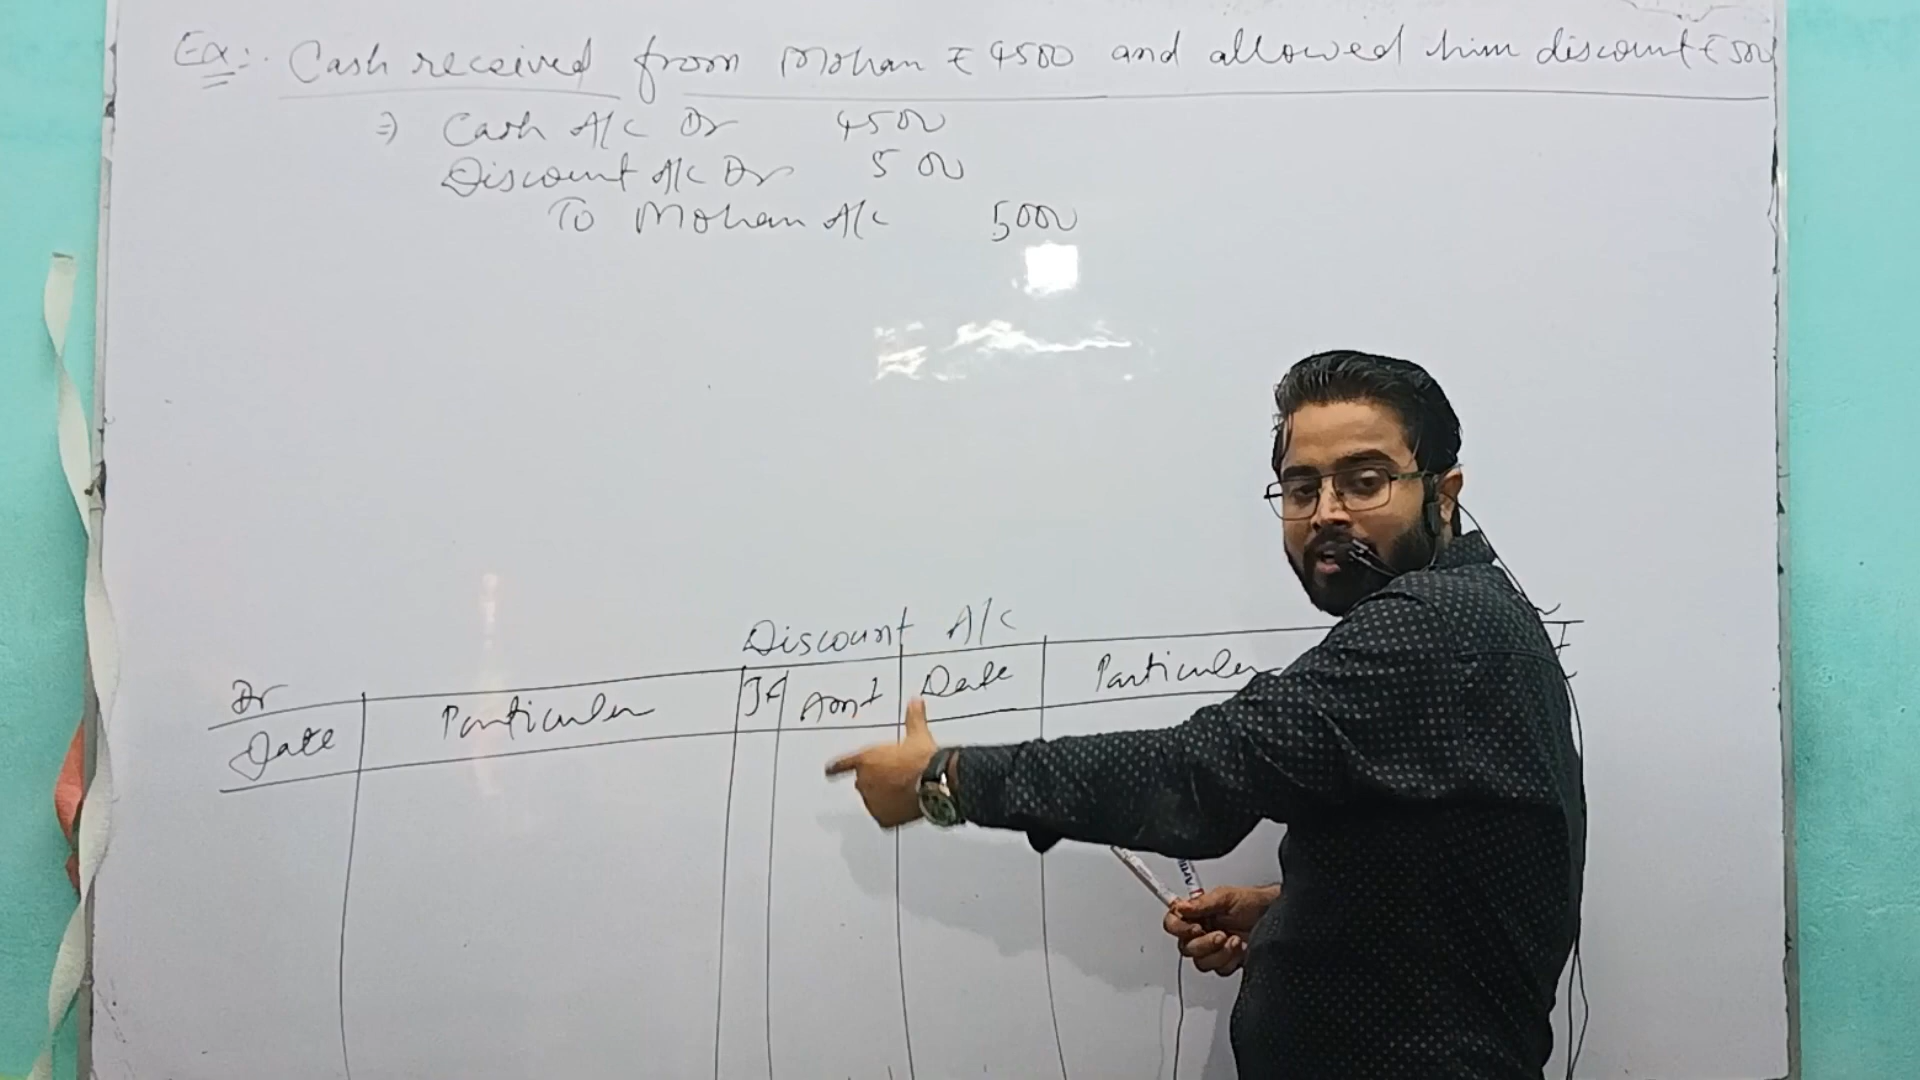 Ex:. Cash received from Mohan ₹ 4500 and allowed him discount ₹ 500
⇒ Cash A/c Dr 4500
Discount A/c Dr 500
To Mohan A/c 5000
Discount A/c
Dr
Date Particular JF Amt Date Particular